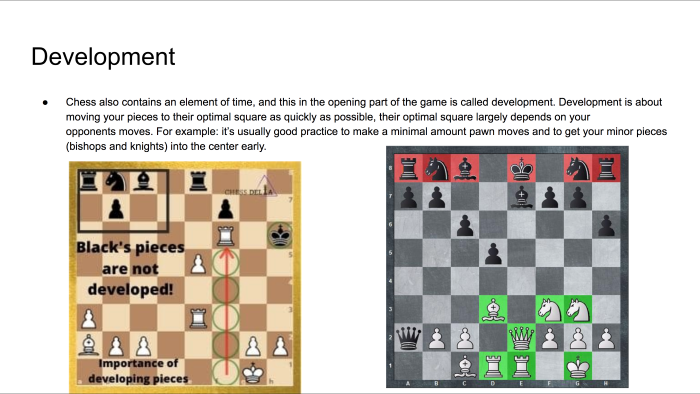 Development
● Chess also contains an element of time, and this in the opening part of the game is called development. Development is about
moving your pieces to their optimal square as quickly as possible, their optimal square largely depends on your
opponents moves. For example: it's usually good practice to make a minimal amount pawn moves and to get your minor pieces
(bishops and knights) into the center early.
Black's pieces
are not
developed!
Importance of
developing pieces
8
7
6
5
4
3
2
1
A B C D E F G H